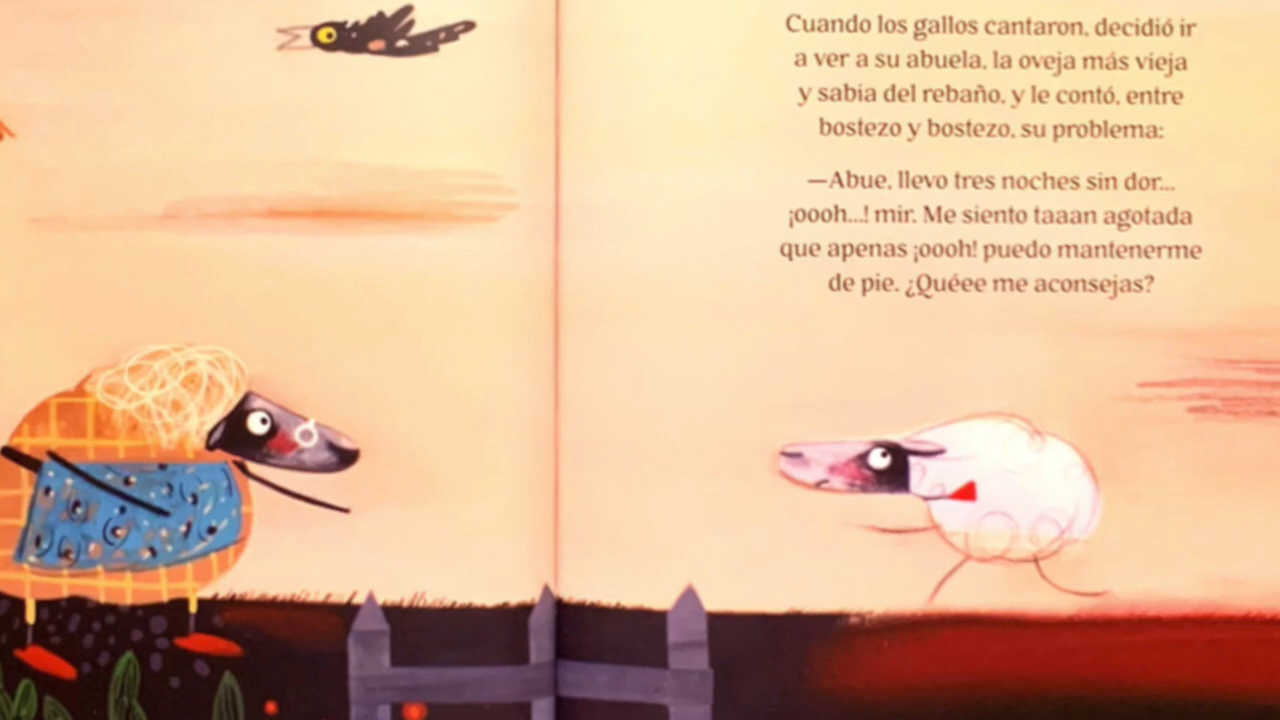 Cuando los gallos cantaron, decidió ir
a ver a su abuela, la oveja más vieja
y sabia del rebaño, y le contó, entre
bostezo y bostezo, su problema:
—Abue, llevo tres noches sin dor...
¡oooh...! mir. Me siento taaan agotada
que apenas ¡oooh! puedo mantenerme
de pie. ¿Quéee me aconsejas?